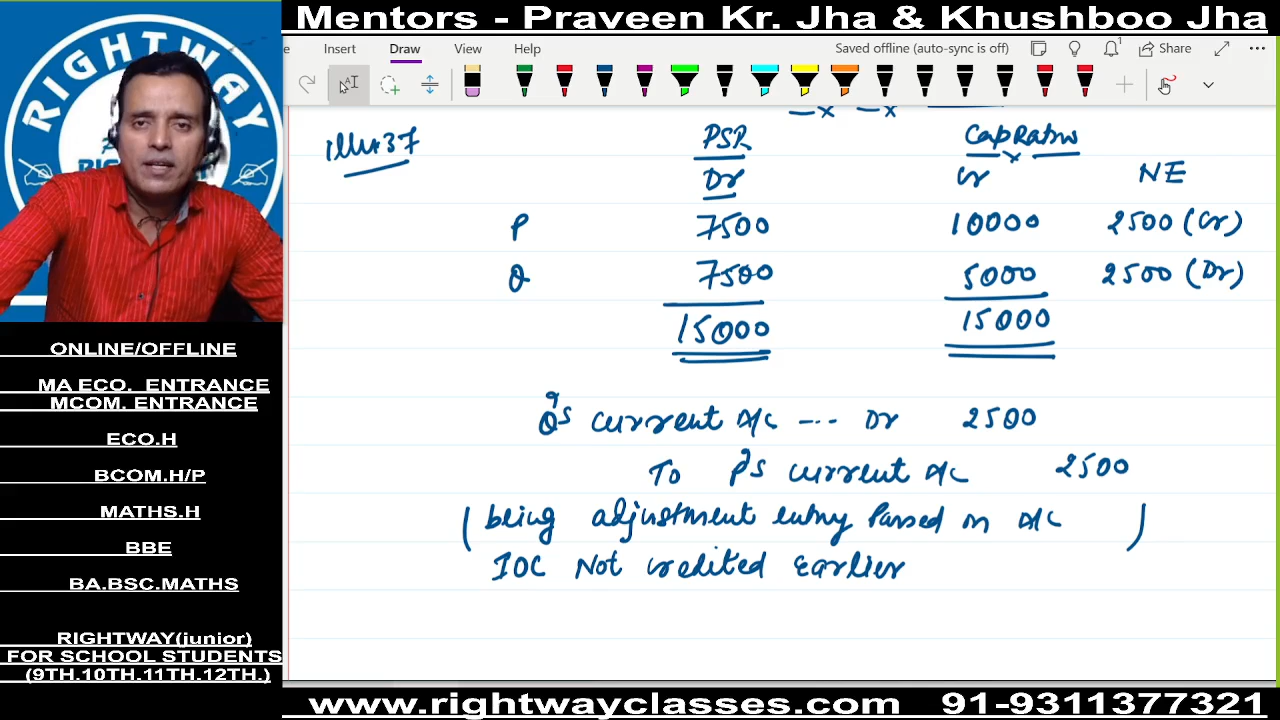 Mentors - Praveen Kr. Jha & Khushboo Jha
Insert Draw View Help Saved offline (auto-sync is off) Share
RIGHTWAY
Illus 37 PSR Cap Ratio
Dr Cr NE
P 7500 10000 2500 (Cr)
Q 7500 5000 2500 (Dr)
15000 15000
Q's current A/c --- Dr 2500
To P's current A/c 2500
(being adjustment entry Passed on A/c
IOC Not credited Earlier)
ONLINE/OFFLINE
MA ECO. ENTRANCE
MCOM. ENTRANCE
ECO.H
BCOM.H/P
MATHS.H
BBE
BA.BSC.MATHS
RIGHTWAY(junior)
FOR SCHOOL STUDENTS
(9TH.10TH.11TH.12TH.)
www.rightwayclasses.com 91-9311377321